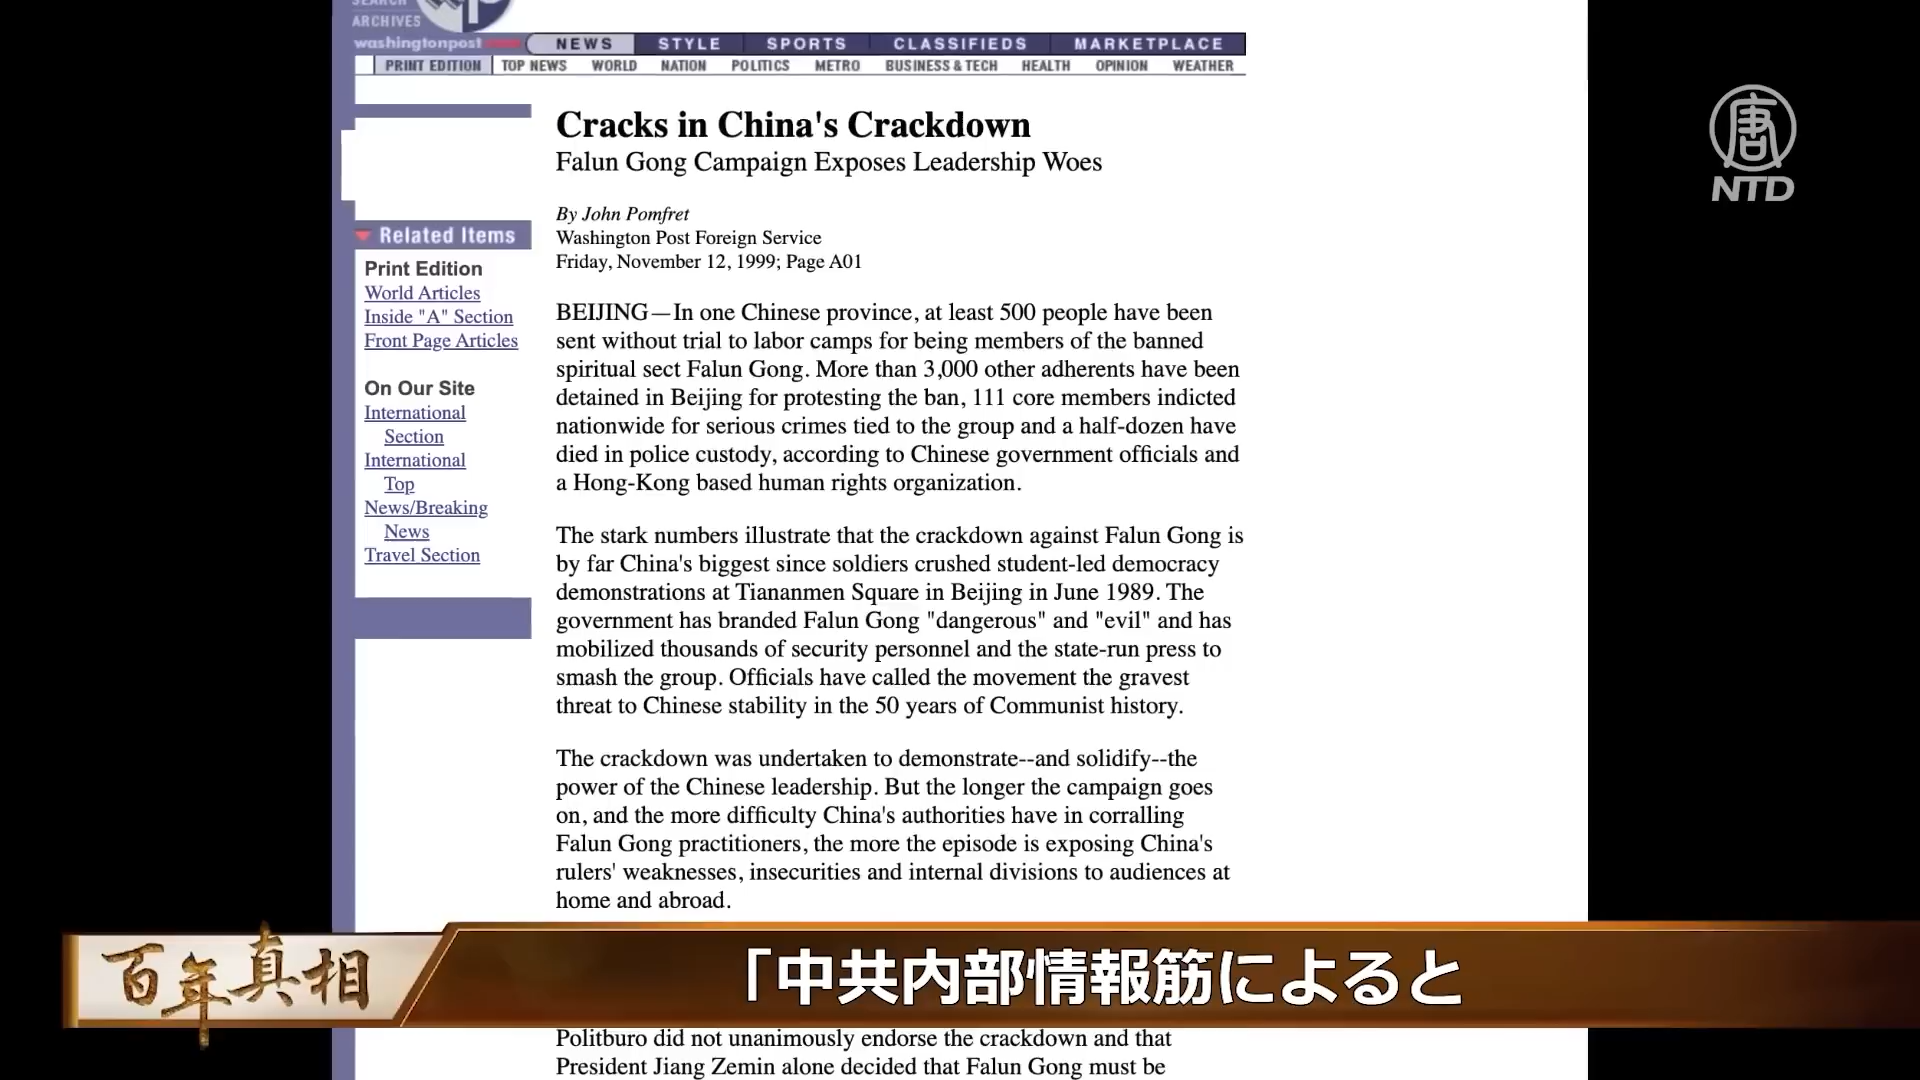 ARCHIVES
washingtonpost
NEWS STYLE SPORTS CLASSIFIEDS MARKETPLACE
PRINT EDITION TOP NEWS WORLD NATION POLITICS METRO BUSINESS & TECH HEALTH OPINION WEATHER
唐
NTD
Cracks in China's Crackdown
Falun Gong Campaign Exposes Leadership Woes
By John Pomfret
Washington Post Foreign Service
Friday, November 12, 1999; Page A01
Related Items
Print Edition
World Articles
Inside "A" Section
Front Page Articles
On Our Site
International
Section
International
Top
News/Breaking
News
Travel Section
BEIJING—In one Chinese province, at least 500 people have been
sent without trial to labor camps for being members of the banned
spiritual sect Falun Gong. More than 3,000 other adherents have been
detained in Beijing for protesting the ban, 111 core members indicted
nationwide for serious crimes tied to the group and a half-dozen have
died in police custody, according to Chinese government officials and
a Hong-Kong based human rights organization.
The stark numbers illustrate that the crackdown against Falun Gong is
by far China's biggest since soldiers crushed student-led democracy
demonstrations at Tiananmen Square in Beijing in June 1989. The
government has branded Falun Gong "dangerous" and "evil" and has
mobilized thousands of security personnel and the state-run press to
smash the group. Officials have called the movement the gravest
threat to Chinese stability in the 50 years of Communist history.
The crackdown was undertaken to demonstrate--and solidify--the
power of the Chinese leadership. But the longer the campaign goes
on, and the more difficulty China's authorities have in corralling
Falun Gong practitioners, the more the episode is exposing China's
rulers' weaknesses, insecurities and internal divisions to audiences at
home and abroad.
百年真相
「中共内部情報筋によると
Politburo did not unanimously endorse the crackdown and that
President Jiang Zemin alone decided that Falun Gong must be